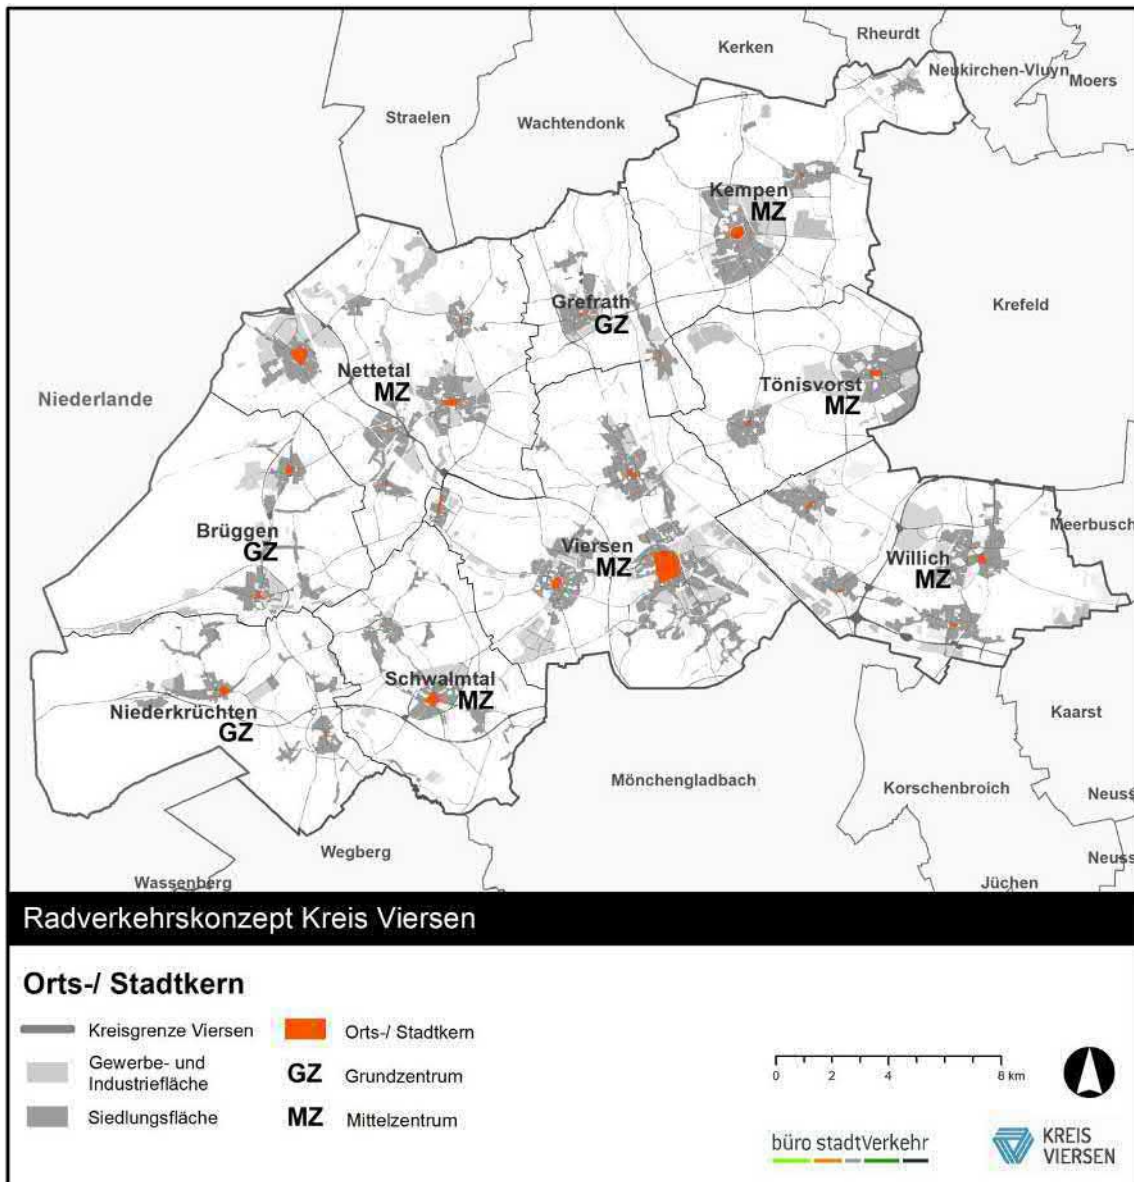 Kerken
Rheurdt
Neukirchen-Vluyn
Moers
Straelen
Wachtendonk
Kempen
MZ
Krefeld
Grefrath
GZ
Niederlande
Nettetal
MZ
Tönisvorst
MZ
Brüggen
GZ
Viersen
MZ
Willich
MZ
Meerbusch
Schwalmtal
MZ
Niederkrüchten
GZ
Kaarst
Mönchengladbach
Korschenbroich
Neuss
Wegberg
Neuss
Wassenberg
Jüchen
Radverkehrskonzept Kreis Viersen
Orts-/ Stadtkern
Kreisgrenze Viersen
Orts-/ Stadtkern
Gewerbe- und
Industriefläche
GZ Grundzentrum
Siedlungsfläche
MZ Mittelzentrum
0 2 4 8 km
büro stadtVerkehr
KREIS
VIERSEN